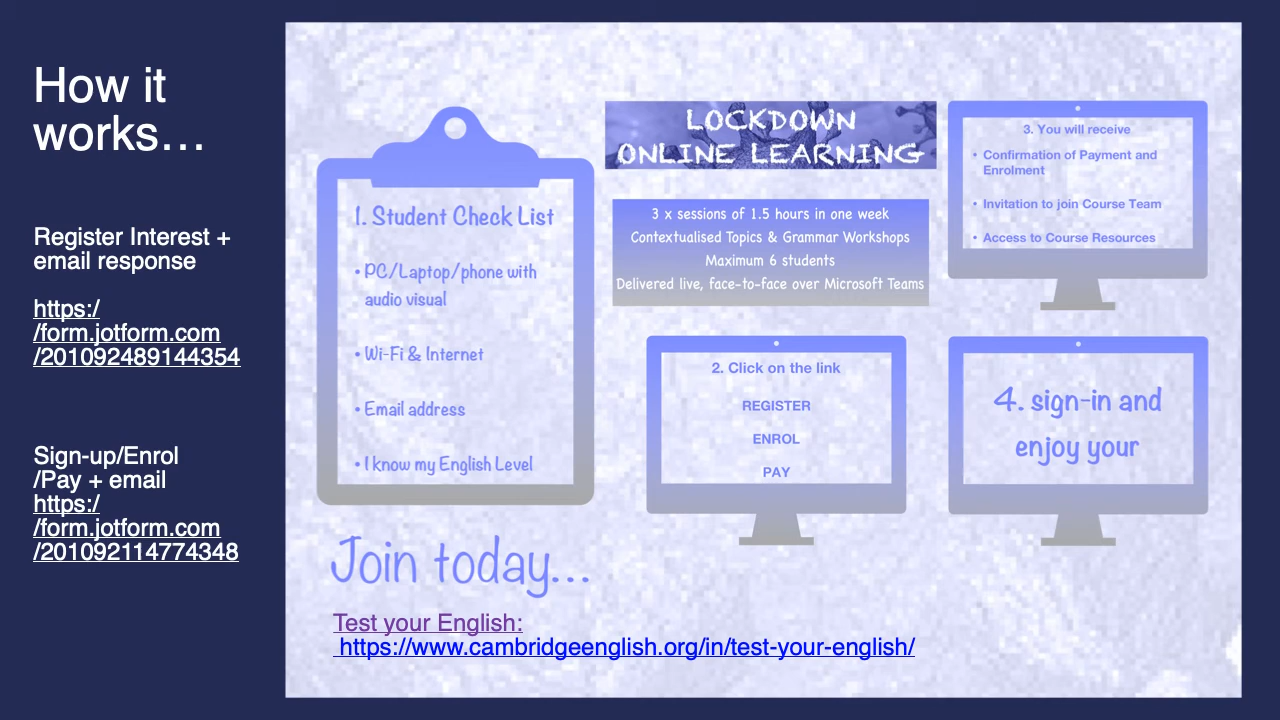 How it
works...
Register Interest +
email response
https:/
/form.jotform.com
/201092489144354
Sign-up/Enrol
/Pay + email
https:/
/form.jotform.com
/201092114774348
1. Student Check List
• PC/Laptop/phone with
audio visual
• Wi-Fi & Internet
• Email address
• I know my English Level
LOCKDOWN
ONLINE LEARNING
3 x sessions of 1.5 hours in one week
Contextualised Topics & Grammar Workshops
Maximum 6 students
Delivered live, face-to-face over Microsoft Teams
2. Click on the link
REGISTER
ENROL
PAY
3. You will receive
• Confirmation of Payment and
Enrolment
• Invitation to join Course Team
• Access to Course Resources
4. sign-in and
enjoy your
Join today...
Test your English:
https://www.cambridgeenglish.org/in/test-your-english/